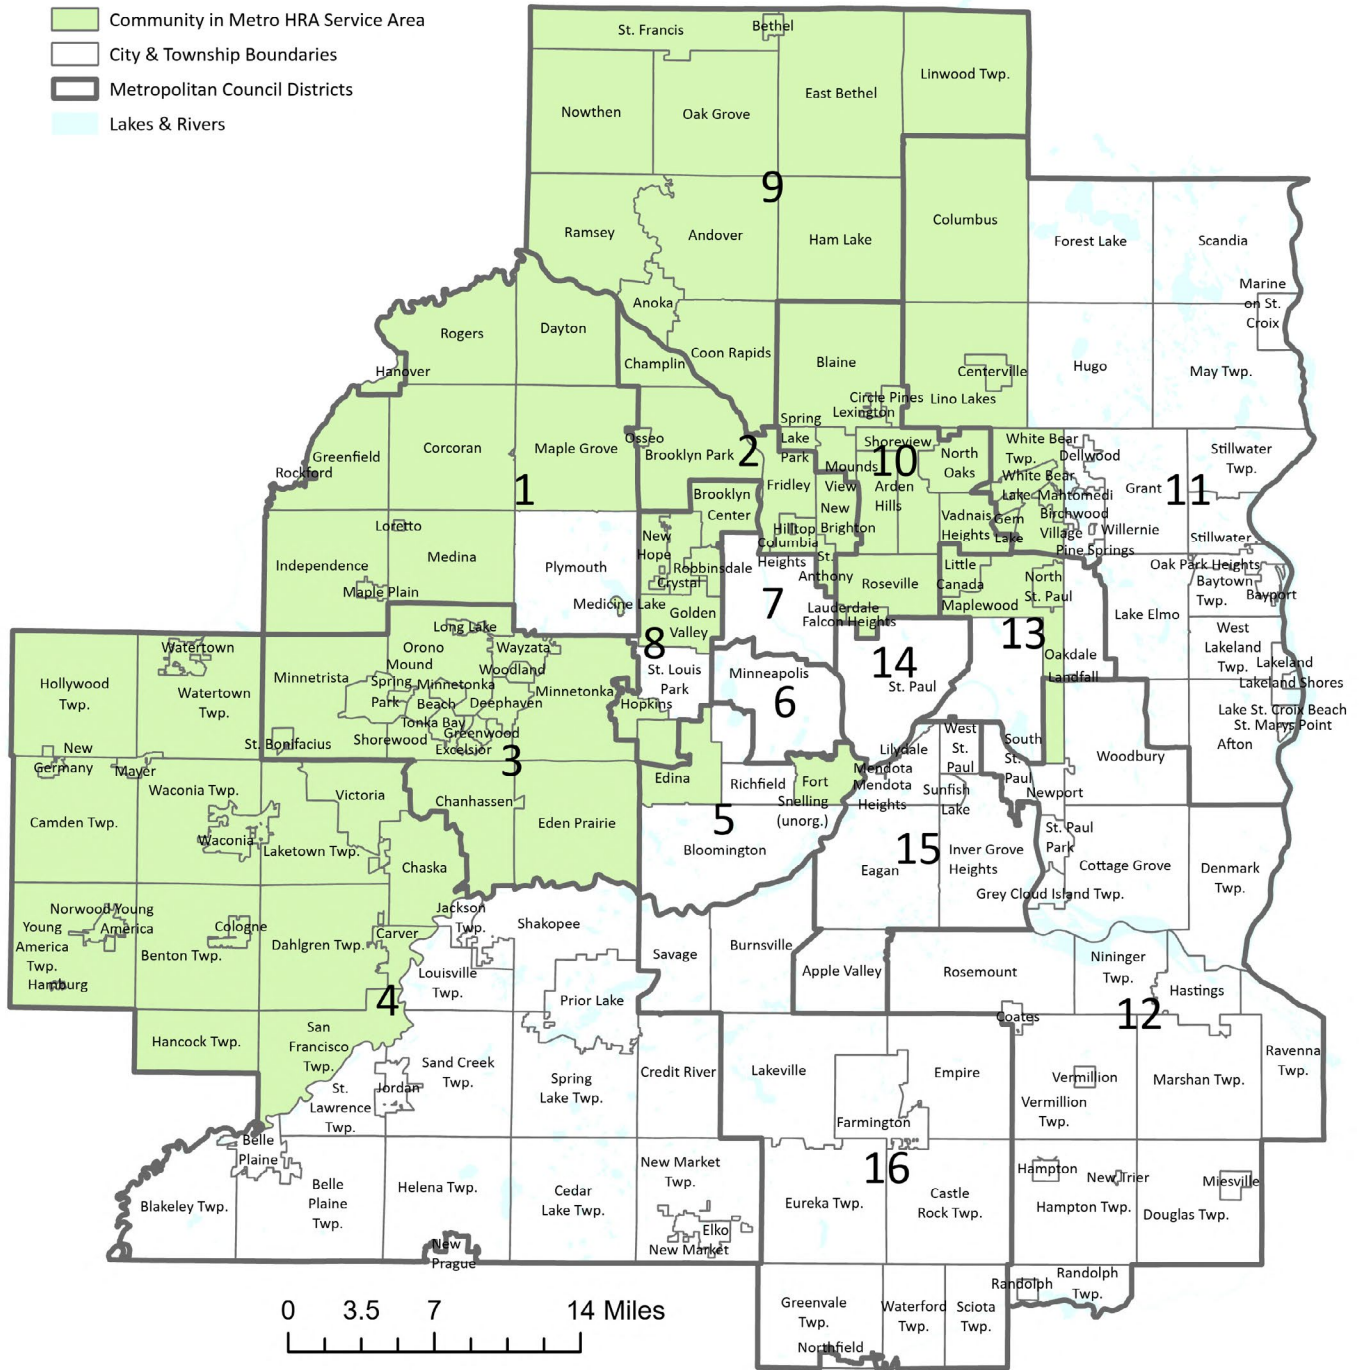 Community in Metro HRA Service Area
City & Township Boundaries
Metropolitan Council Districts
Lakes & Rivers
St. Francis
Bethel
Linwood Twp.
Nowthen
Oak Grove
East Bethel
9
Ramsey
Andover
Ham Lake
Columbus
Forest Lake
Scandia
Marine
on St.
Croix
Anoka
Rogers
Dayton
Champlin
Coon Rapids
Blaine
Centerville
Hugo
May Twp.
Hanover
Circle Pines
Lexington
Lino Lakes
Spring
Lake
Park
Osseo
Greenfield
Corcoran
Maple Grove
Brooklyn Park
2
Shoreview
10
North
Oaks
White Bear
Twp.
Dellwood
Stillwater
Twp.
Rockford
1
Brooklyn
Center
Fridley
Mounds
View
Arden
Hills
White Bear
Lake
Mahtomedi
Grant
11
New
Brighton
Vadnais
Heights
Gem
Lake
Birchwood
Village
Willernie
Pine Springs
Stillwater
Loretto
Medina
Independence
Maple Plain
Plymouth
Medicine Lake
New
Hope
Robbinsdale
Crystal
Golden
Valley
Hilltop
Columbia
Heights
St.
Anthony
Roseville
Little
Canada
North
St. Paul
Maplewood
Oak Park Heights
Baytown
Twp.
Bayport
Lake Elmo
7
Lauderdale
Falcon Heights
13
8
Long Lake
Orono
Wayzata
Mound
Woodland
Spring
Park
Minnetonka
Beach
Deephaven
Minnetonka
Tonka Bay
Greenwood
Shorewood
Excelsior
Minnetrista
St. Bonifacius
Watertown
Watertown
Twp.
Hollywood
Twp.
St. Louis
Park
Hopkins
Minneapolis
6
14
St. Paul
Oakdale
Landfall
West
Lakeland
Twp.
Lakeland
Lakeland Shores
Lake St. Croix Beach
St. Marys Point
Afton
Woodbury
New
Germany
Mayer
Waconia Twp.
Victoria
3
Chanhassen
Eden Prairie
Edina
Richfield
Fort
Snelling
(unorg.)
Lilydale
Mendota
Mendota
Heights
West
St.
Paul
Sunfish
Lake
South
St.
Paul
Newport
Camden Twp.
Waconia
Laketown Twp.
Chaska
5
Bloomington
15
Eagan
Inver Grove
Heights
St. Paul
Park
Cottage Grove
Grey Cloud Island Twp.
Denmark
Twp.
Norwood Young
America
Young
America
Twp.
Hamburg
Cologne
Benton Twp.
Dahlgren Twp.
Carver
Jackson
Twp.
Shakopee
Louisville
Twp.
Prior Lake
Savage
Burnsville
Apple Valley
Rosemount
Nininger
Twp.
Hastings
4
12
Coates
Hancock Twp.
San
Francisco
Twp.
St.
Lawrence
Twp.
Jordan
Sand Creek
Twp.
Spring
Lake Twp.
Credit River
Lakeville
Empire
Farmington
Vermillion
Vermillion
Twp.
Marshan Twp.
Ravenna
Twp.
Belle
Plaine
Blakeley Twp.
Belle
Plaine
Twp.
Helena Twp.
Cedar
Lake Twp.
New Market
Twp.
Elko
New Market
New
Prague
16
Eureka Twp.
Castle
Rock Twp.
Hampton
New Trier
Hampton Twp.
Miesville
Douglas Twp.
Randolph
Randolph
Twp.
Greenvale
Twp.
Waterford
Twp.
Sciota
Twp.
Northfield
0 3.5 7 14 Miles